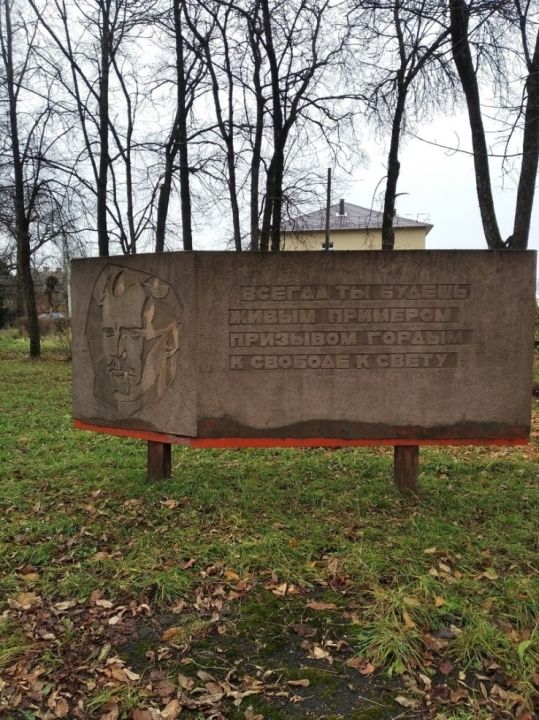 ВСЕГДА ТЫ БУДЕШЬ
ЖИВЫМ ПРИМЕРОМ
ПРИЗЫВОМ ГОРДЫМ
К СВОБОДЕ К СВЕТУ